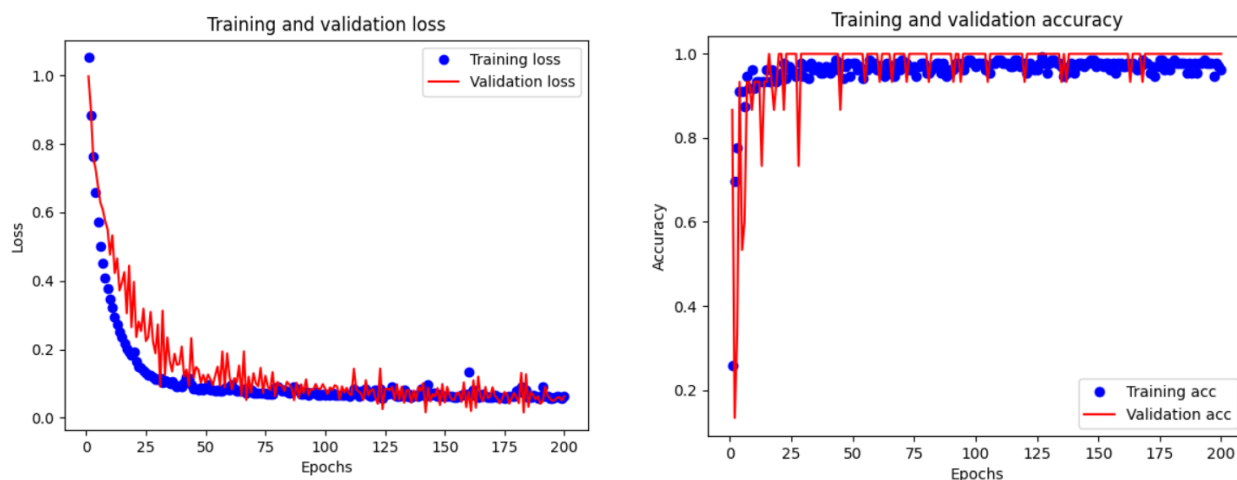 Training and validation loss
1.0
0.8
0.6
0.4
0.2
0.0
Loss
Training loss
Validation loss
0
25
50
75
100
125
150
175
200
Epochs
Training and validation accuracy
1.0
0.8
0.6
0.4
0.2
Accuracy
Training acc
Validation acc
0
25
50
75
100
125
150
175
200
Epochs